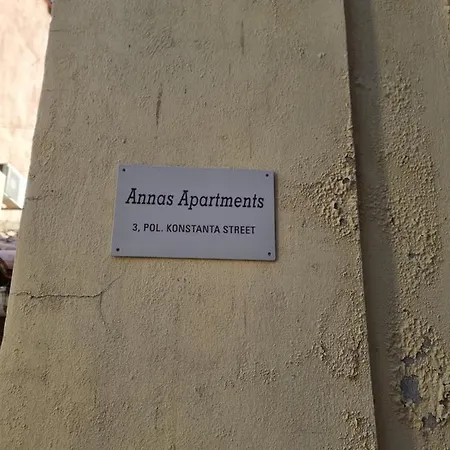 Annas Apartments
3, POL. KONSTANTA STREET